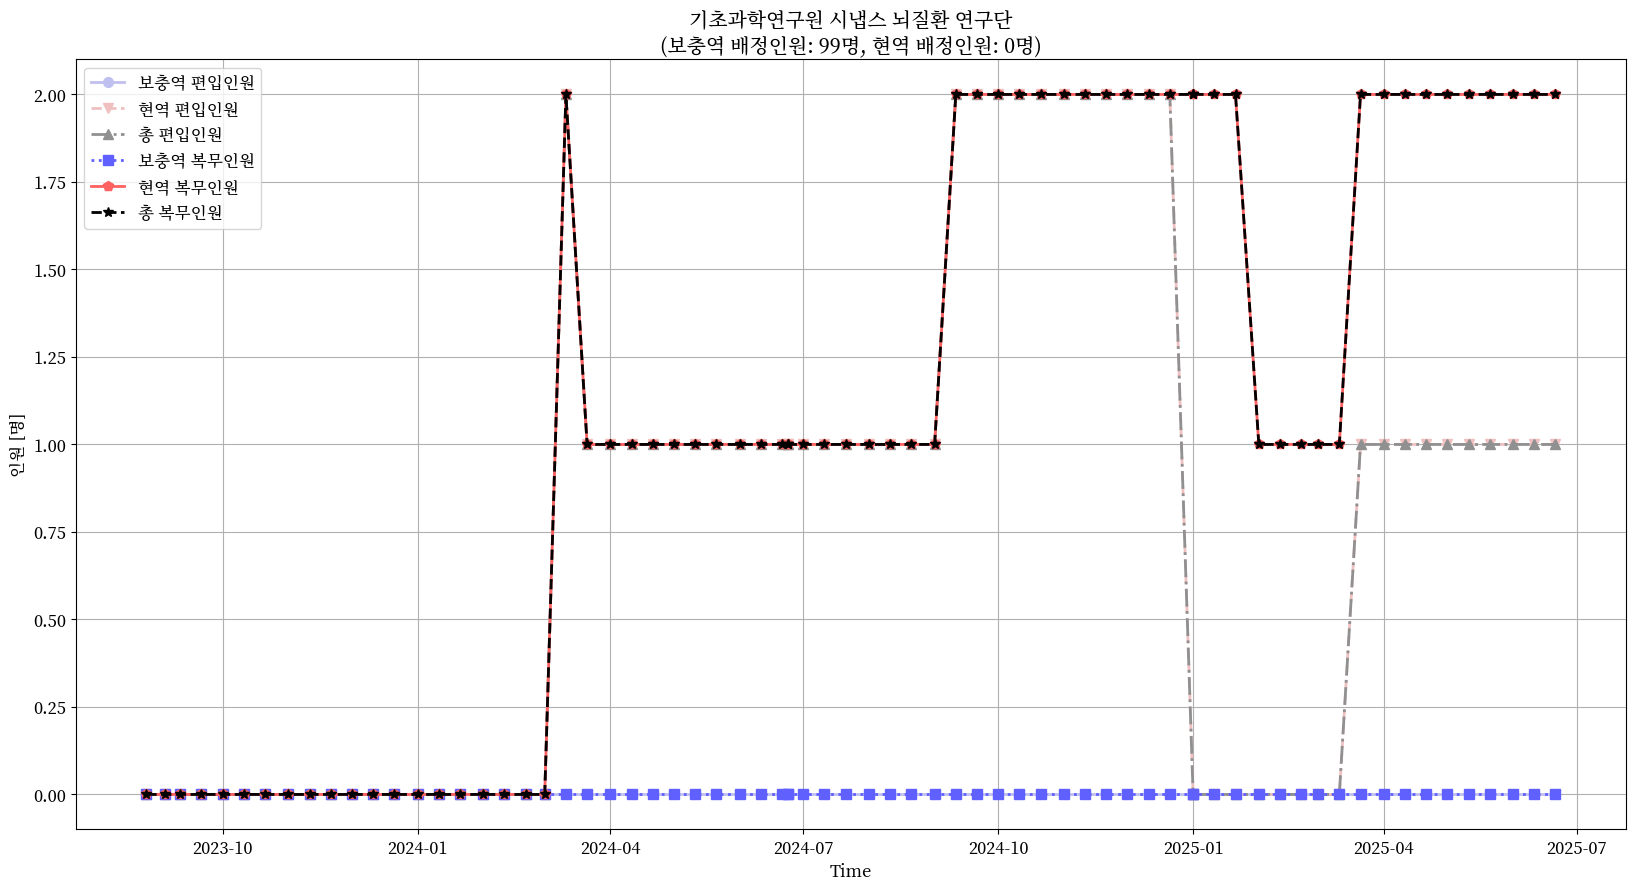 기초과학연구원 시냅스 뇌질환 연구단
(보충역 배정인원: 99명, 현역 배정인원: 0명)
보충역 편입인원
현역 편입인원
총 편입인원
보충역 복무인원
현역 복무인원
총 복무인원
인원 [명]
2.00
1.75
1.50
1.25
1.00
0.75
0.50
0.25
0.00
2023-10
2024-01
2024-04
2024-07
2024-10
2025-01
2025-04
2025-07
Time